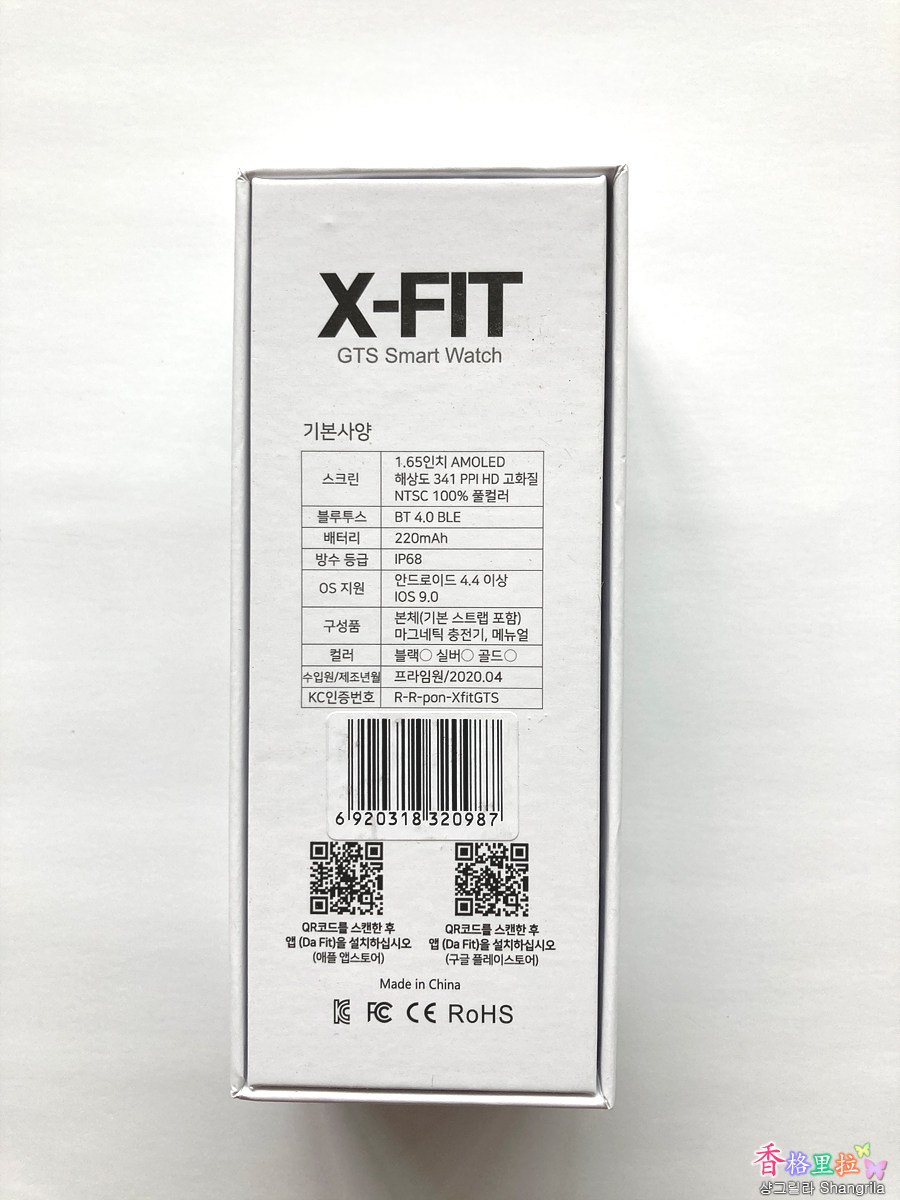 X-FIT
GTS Smart Watch
기본사양
스크린
1.65인치 AMOLED
해상도 341 PPI HD 고화질
NTSC 100% 풀컬러
블루투스 BT 4.0 BLE
배터리 220mAh
방수 등급 IP68
OS 지원
안드로이드 4.4 이상
IOS 9.0
구성품
본체(기본 스트랩 포함)
마그네틱 충전기, 메뉴얼
컬러 블랙○ 실버○ 골드○
수입원/제조년월 프라임원/2020.04
KC인증번호 R-R-pon-XfitGTS
6 920318 320987
QR코드를 스캔한 후
앱 (Da Fit)을 설치하십시오
(애플 앱스토어)
QR코드를 스캔한 후
앱 (Da Fit)을 설치하십시오
(구글 플레이스토어)
Made in China
KC FC CE RoHS
香格里拉
샹그릴라 Shangrila